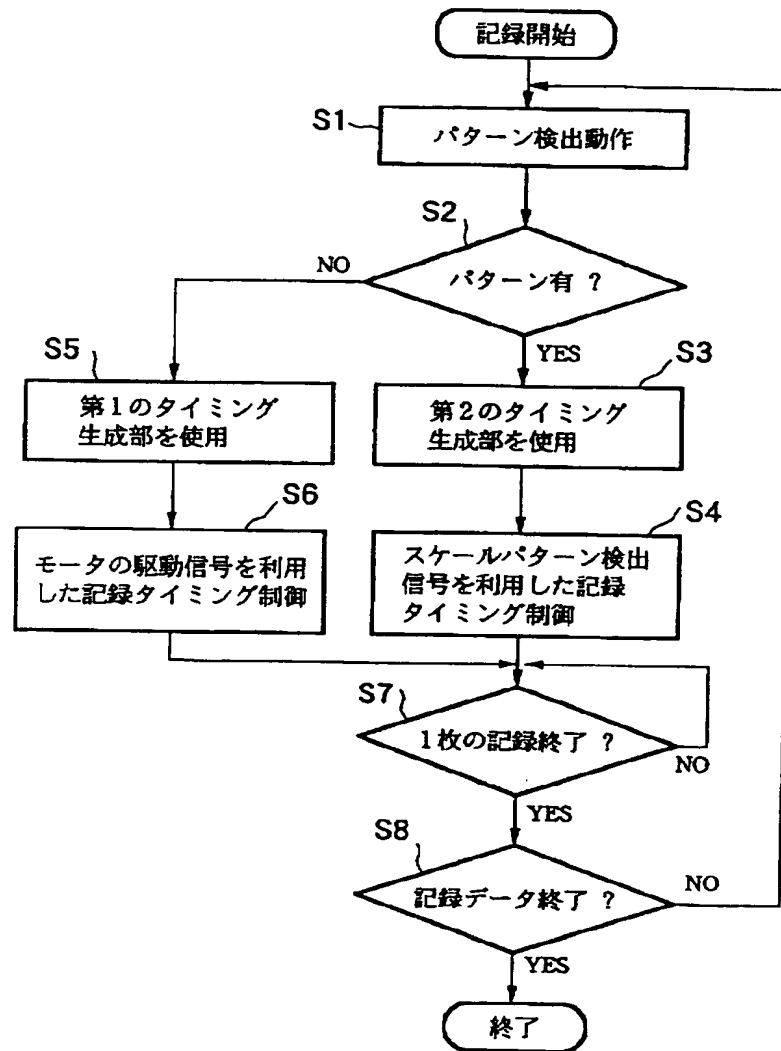 記録開始
S1
パターン検出動作
S2
パターン有 ?
NO
YES
S5
第1のタイミング
生成部を使用
S3
第2のタイミング
生成部を使用
S6
モータの駆動信号を利用
した記録タイミング制御
S4
スケールパターン検出
信号を利用した記録
タイミング制御
S7
1枚の記録終了 ?
NO
YES
S8
記録データ終了 ?
NO
YES
終了